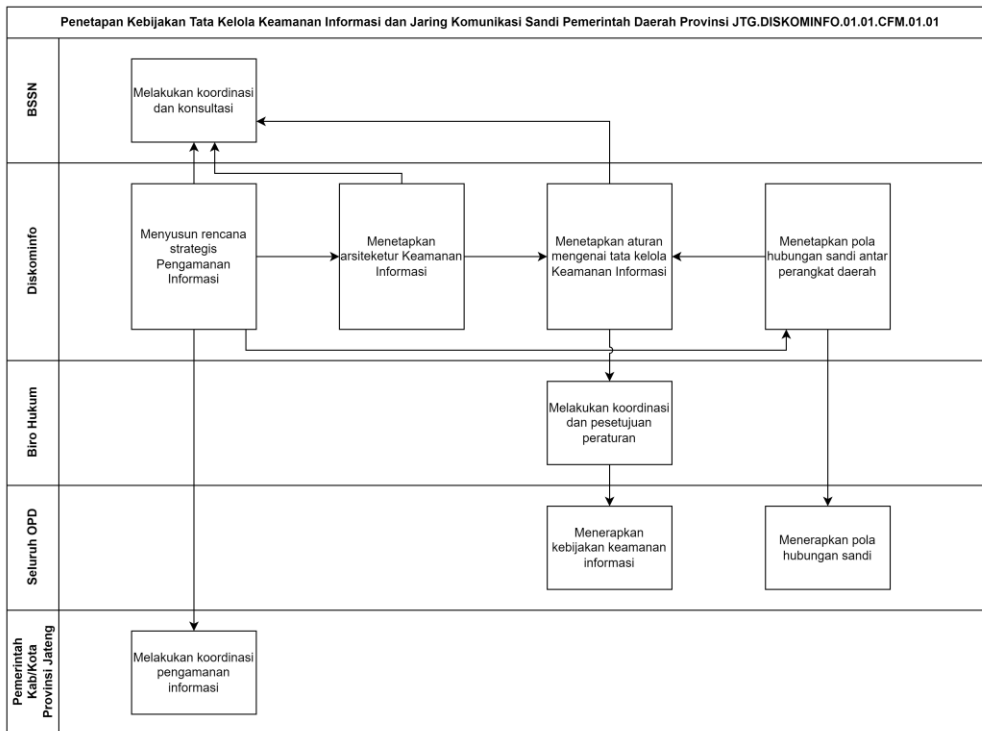 Penetapan Kebijakan Tata Kelola Keamanan Informasi dan Jaring Komunikasi Sandi Pemerintah Daerah Provinsi JTG.DISKOMINFO.01.01.CFM.01.01
BSSN
Melakukan koordinasi
dan konsultasi
Diskominfo
Menyusun rencana
strategis
Pengamanan
Informasi
Menetapkan
arsiteketur Keamanan
Informasi
Menetapkan aturan
mengenai tata kelola
Keamanan Informasi
Menetapkan pola
hubungan sandi antar
perangkat daerah
Biro Hukum
Melakukan koordinasi
dan pesetujuan
peraturan
Seluruh OPD
Menerapkan
kebijakan keamanan
informasi
Menerapkan pola
hubungan sandi
Pemerintah
Kab/Kota
Provinsi Jateng
Melakukan koordinasi
pengamanan
informasi